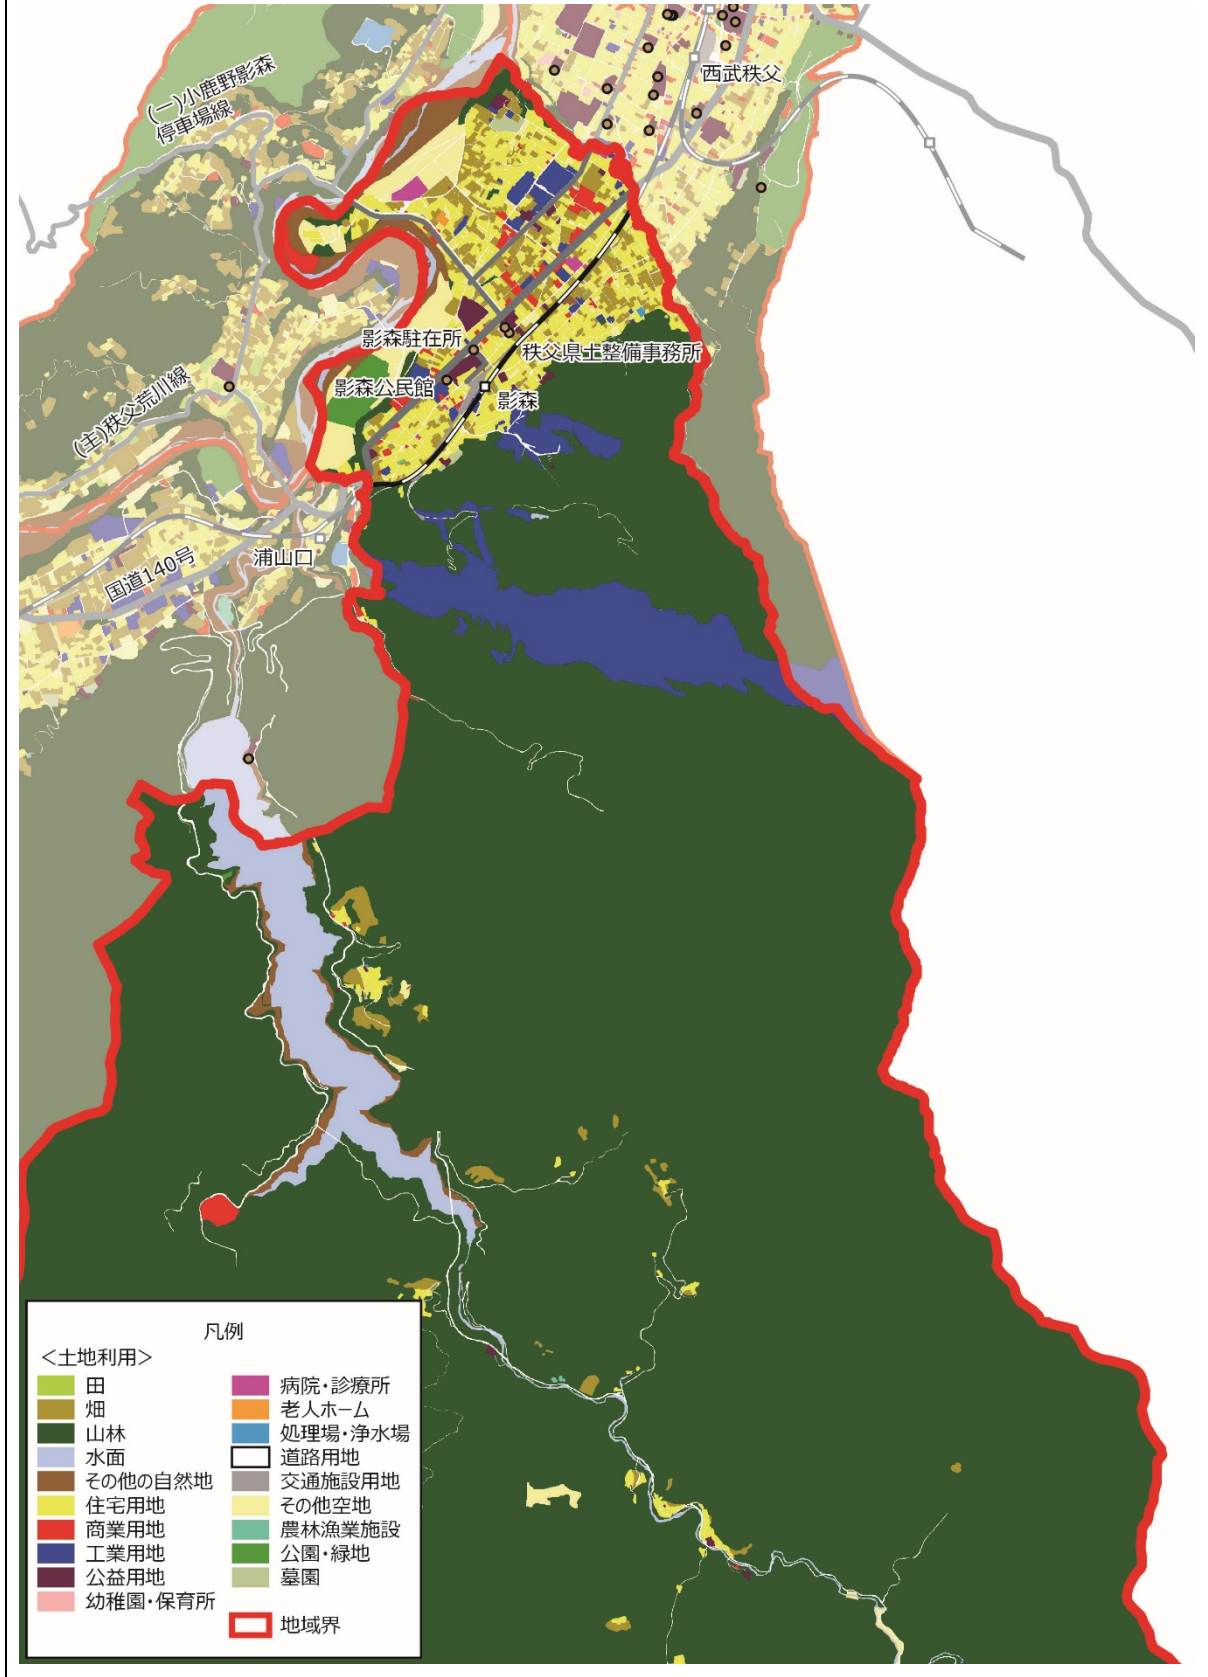 西武秩父
(一)小鹿野影森
停車場線
影森駐在所
秩父県土整備事務所
影森公民館
影森
(主)秩父荒川線
浦山口
国道140号
凡例
<土地利用>
田
畑
山林
水面
その他の自然地
住宅用地
商業用地
工業用地
公益用地
幼稚園・保育所
病院・診療所
老人ホーム
処理場・浄水場
道路用地
交通施設用地
その他空地
農林漁業施設
公園・緑地
墓園
地域界